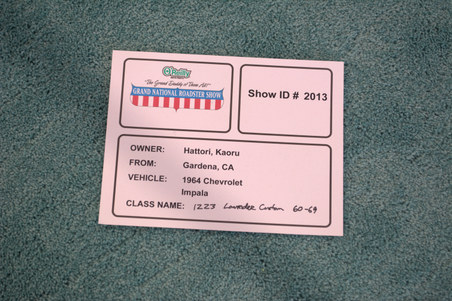 O'Reilly
"The Grand Daddy of Them All"
GRAND NATIONAL ROADSTER SHOW
Show ID # 2013
OWNER: Hattori, Kaoru
FROM: Gardena, CA
VEHICLE: 1964 Chevrolet
Impala
CLASS NAME: 1223 Lowrider Custom 60-69